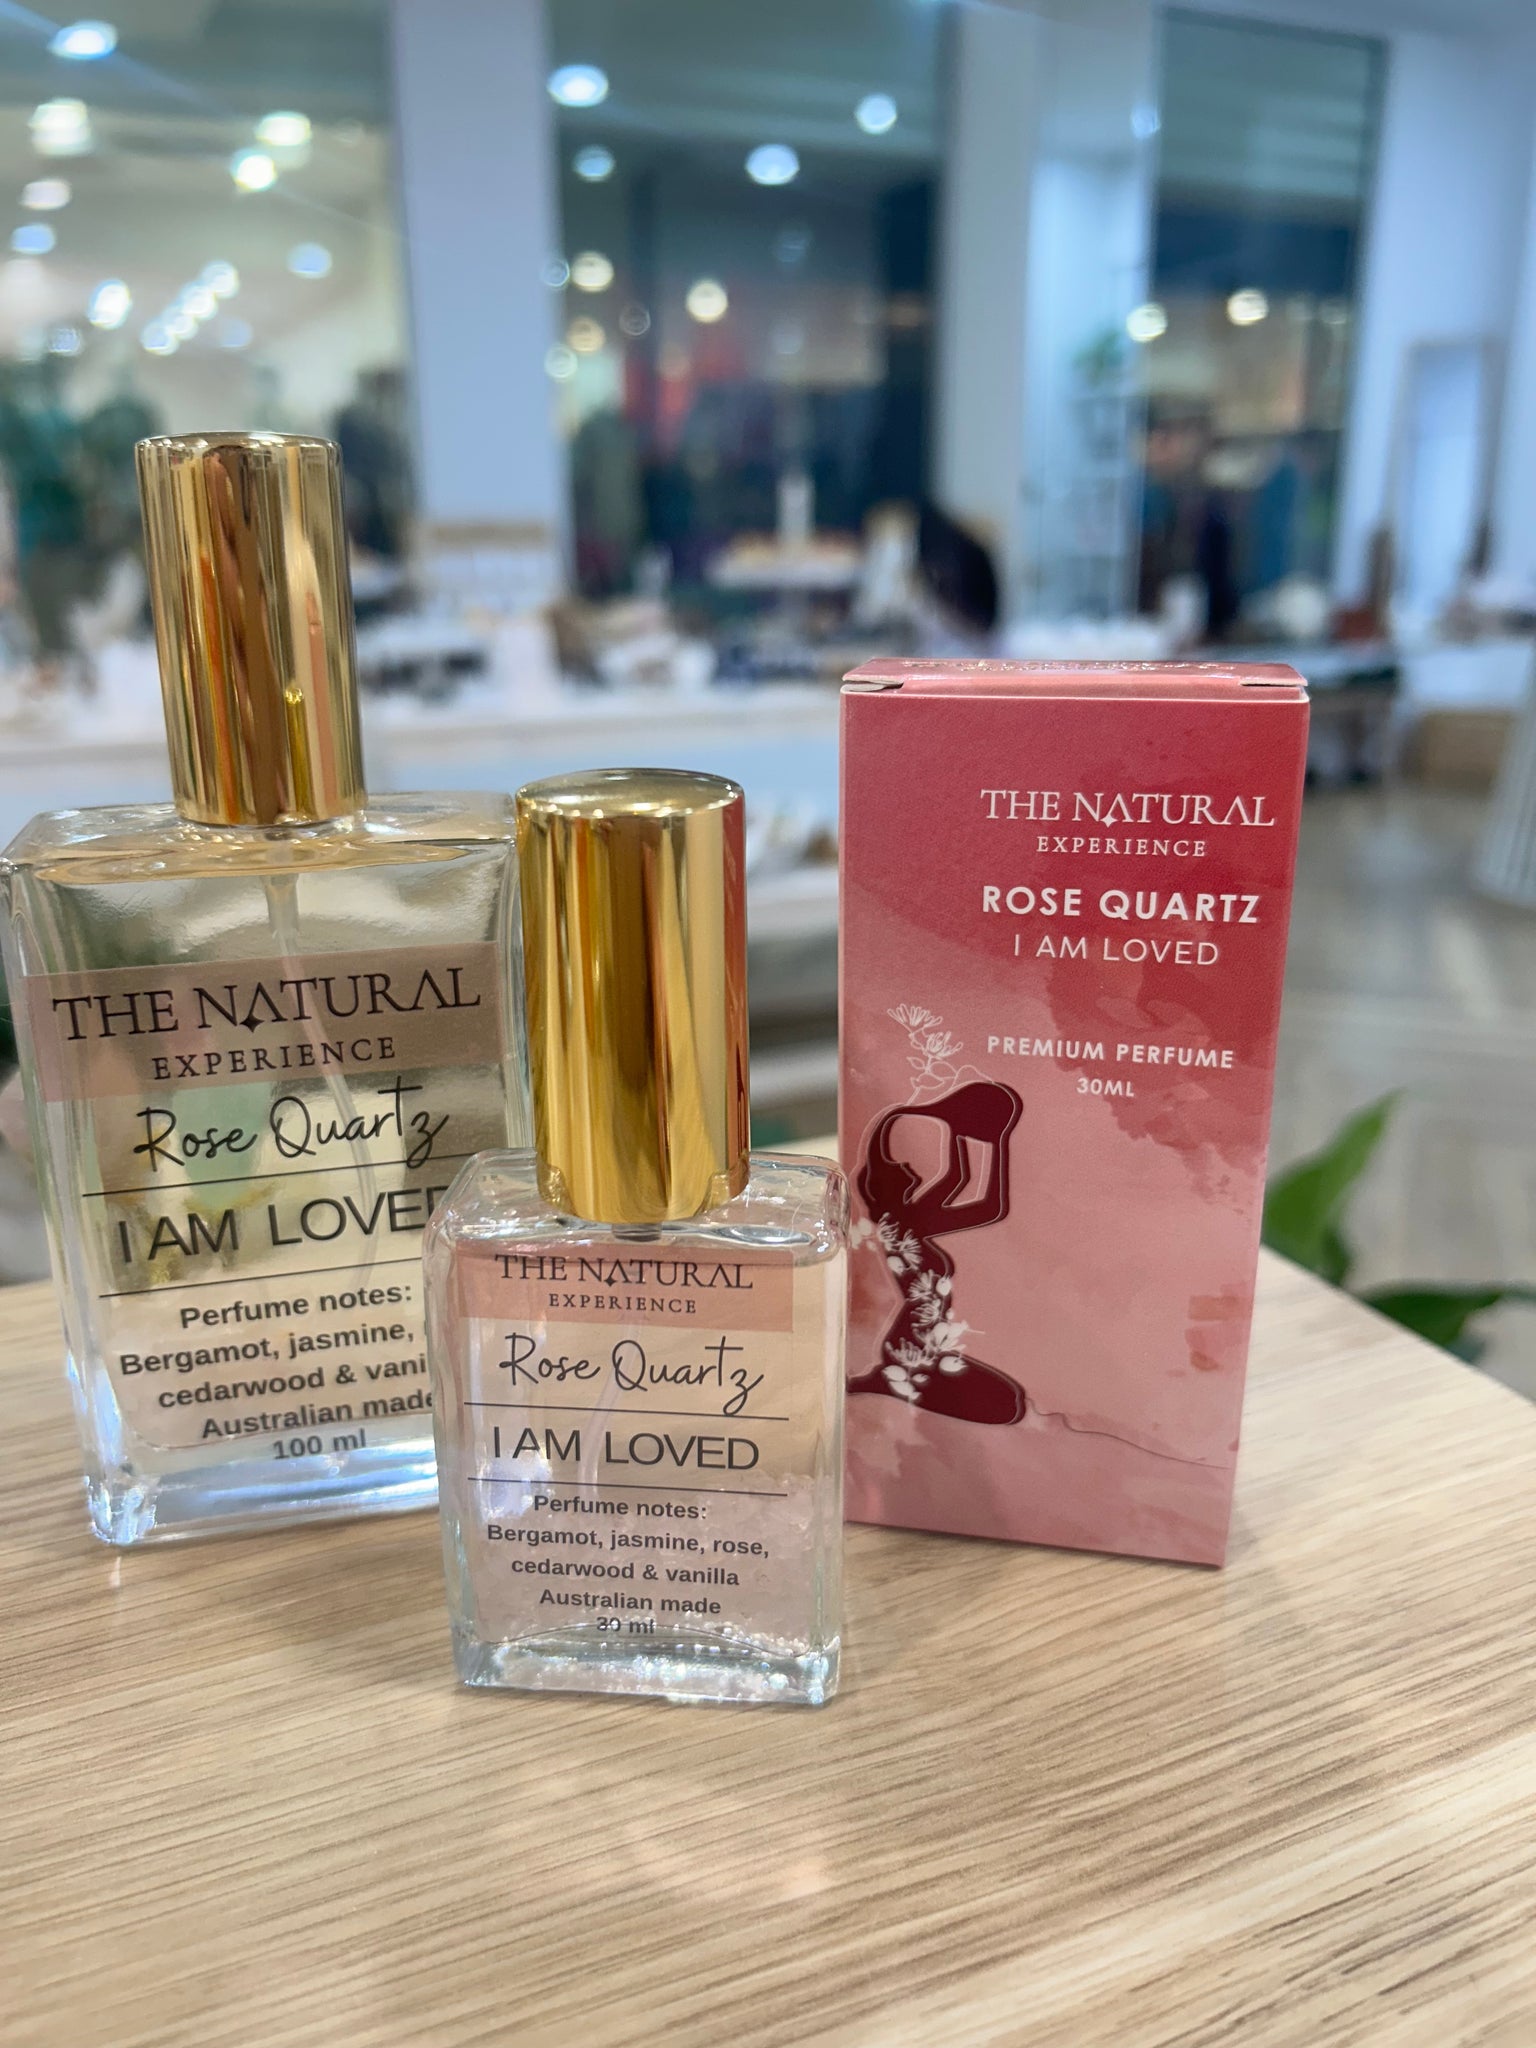 THE NATURAL
EXPERIENCE
Rose Quartz
I AM LOVED
Perfume notes:
Bergamot, jasmine,
cedarwood &
Australian made
100 ml
THE NATURAL
EXPERIENCE
Rose Quartz
I AM LOVED
Perfume notes:
Bergamot, jasmine, rose,
cedarwood & vanilla
Australian made
30 ml
THE NATURAL
EXPERIENCE
ROSE QUARTZ
I AM LOVED
PREMIUM PERFUME
30ML